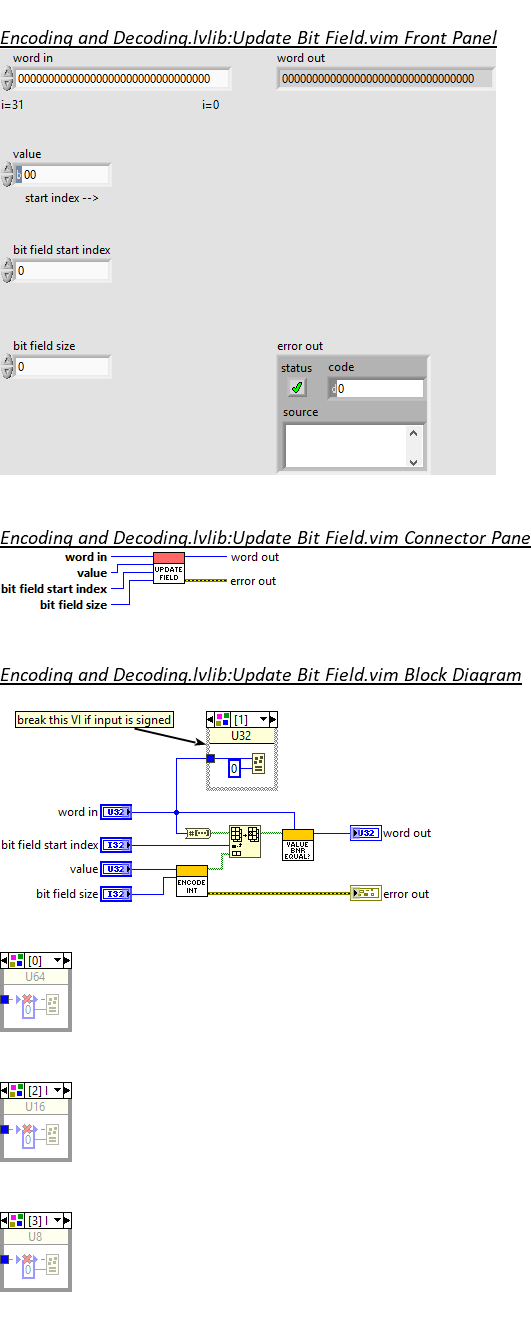 Encoding and Decoding.lvlib:Update Bit Field.vim Front Panel
word in
word out
00000000000000000000000000000000
00000000000000000000000000000000
i=31
i=0
value
b 00
start index -->
bit field start index
0
bit field size
0
error out
status
code
d 0
source
Encoding and Decoding.lvlib:Update Bit Field.vim Connector Pane
word in
value
bit field start index
bit field size
UPDATE
FIELD
word out
error out
Encoding and Decoding.lvlib:Update Bit Field.vim Block Diagram
break this VI if input is signed
[1]
U32
0
word in
U32
#[...]
VALUE
BNR
EQUAL?
U32
word out
bit field start index
I32
value
U32
bit field size
I32
ENCODE
INT
error out
[0]
U64
0
[2] I
U16
0
[3] I
U8
0